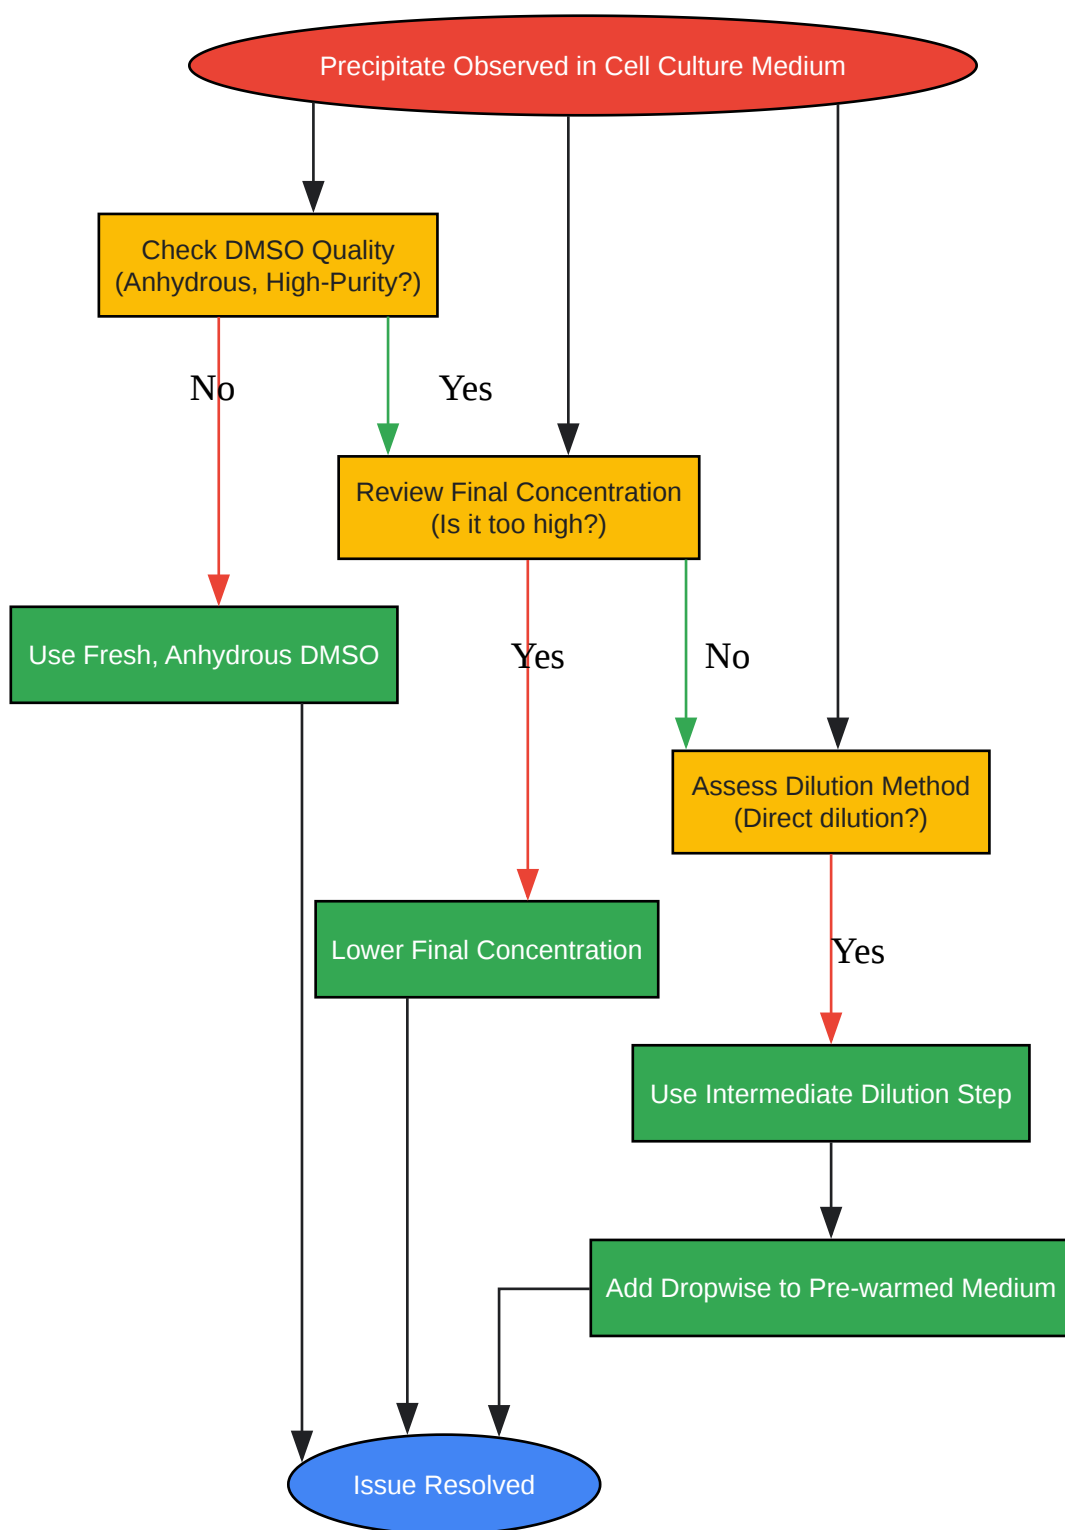 Precipitate Observed in Cell Culture Medium
Check DMSO Quality
(Anhydrous, High-Purity?)
No
Yes
Review Final Concentration
(Is it too high?)
Use Fresh, Anhydrous DMSO
Yes
No
Assess Dilution Method
(Direct dilution?)
Lower Final Concentration
Yes
Use Intermediate Dilution Step
Add Dropwise to Pre-warmed Medium
Issue Resolved